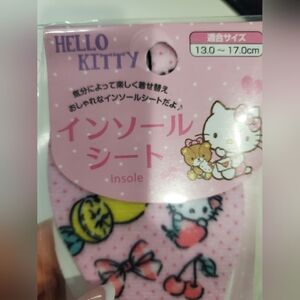 HELLO
KITTY
適合サイズ
13.0～17.0cm
気分によって楽しく着せ替え
おしゃれなインソールシートだよ♪
インソール
シート
Insole